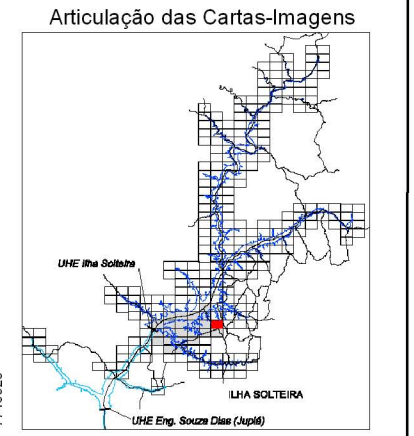 Articulação das Cartas-Imagens
UHE Ilha Solteira
ILHA SOLTEIRA
UHE Eng. Souza Dias (Jupiá)